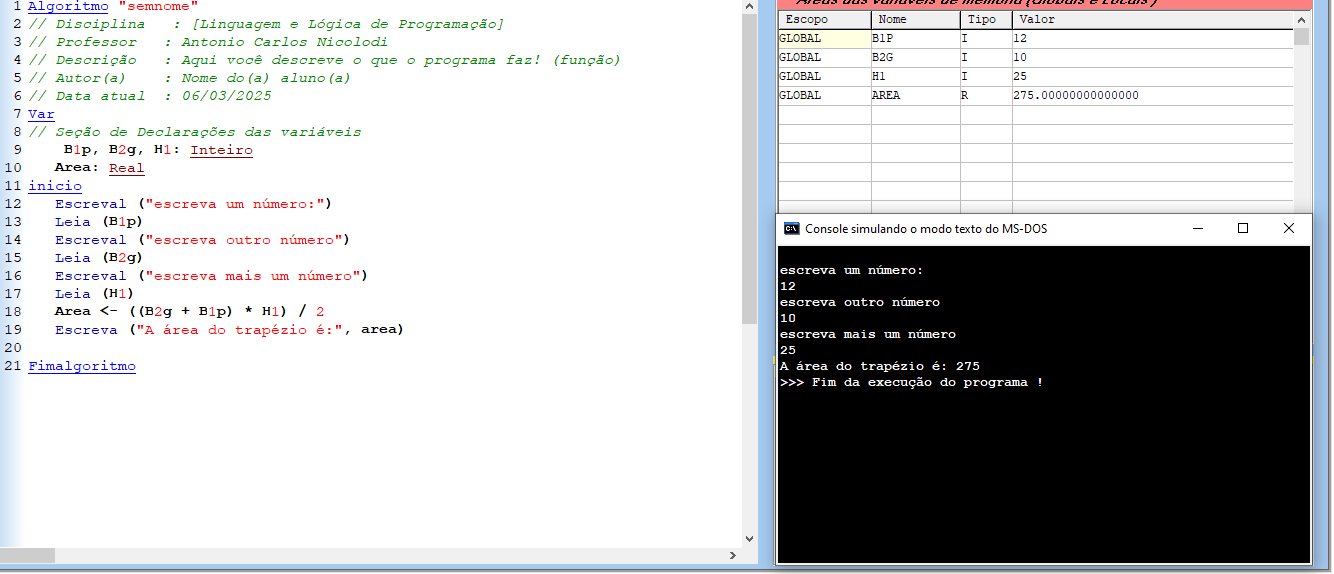 1 Algoritmo "semnome"
2 // Disciplina   : [Linguagem e Lógica de Programação]
3 // Professor   : Antonio Carlos Nicolodi
4 // Descrição   : Aqui você descreve o que o programa faz! (função)
5 // Autor(a)    : Nome do(a) aluno(a)
6 // Data atual  : 06/03/2025
7 Var
8 // Seção de Declarações das variáveis
9    B1p, B2g, H1: Inteiro
10   Area: Real
11 inicio
12   Escreval ("escreva um número:")
13   Leia (B1p)
14   Escreval ("escreva outro número")
15   Leia (B2g)
16   Escreval ("escreva mais um número")
17   Leia (H1)
18   Area <- ((B2g + B1p) * H1) / 2
19   Escreva ("A área do trapézio é:", area)
20
21 Fimalgoritmo
Áreas das variáveis de memória (Globais e Locais )
Escopo Nome Tipo Valor
GLOBAL B1P I 12
GLOBAL B2G I 10
GLOBAL H1 I 25
GLOBAL AREA R 275.00000000000000
C:\ Console simulando o modo texto do MS-DOS
escreva um número:
12
escreva outro número
10
escreva mais um número
25
A área do trapézio é: 275
>>> Fim da execução do programa !